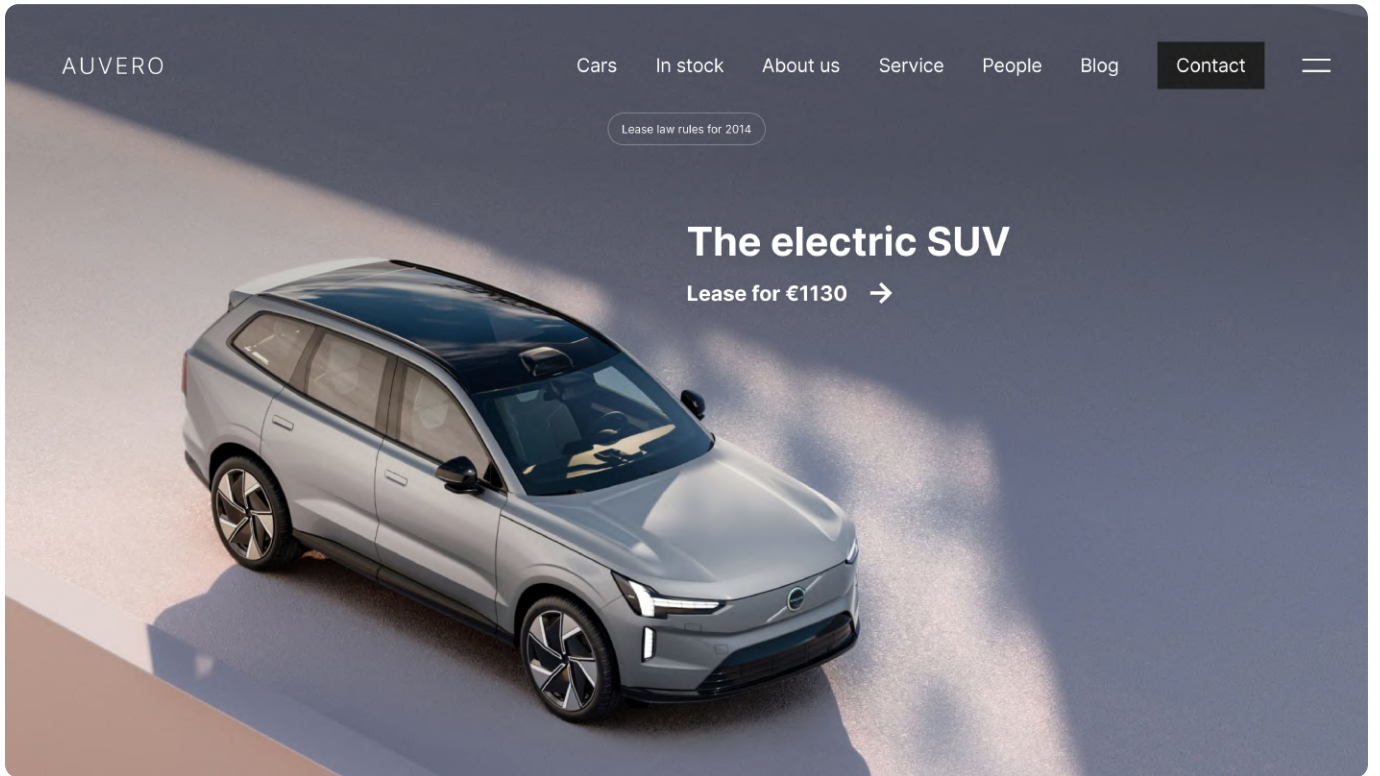 AUVERO
Cars In stock About us Service People Blog Contact
Lease law rules for 2014
The electric SUV
Lease for €1130 →